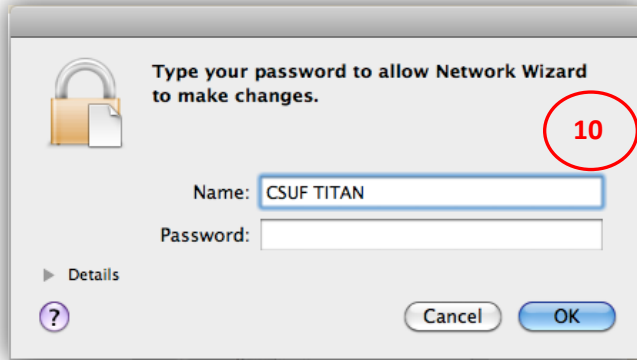 Type your password to allow Network Wizard
to make changes.
10
Name: CSUF TITAN
Password:
Details
?
Cancel OK